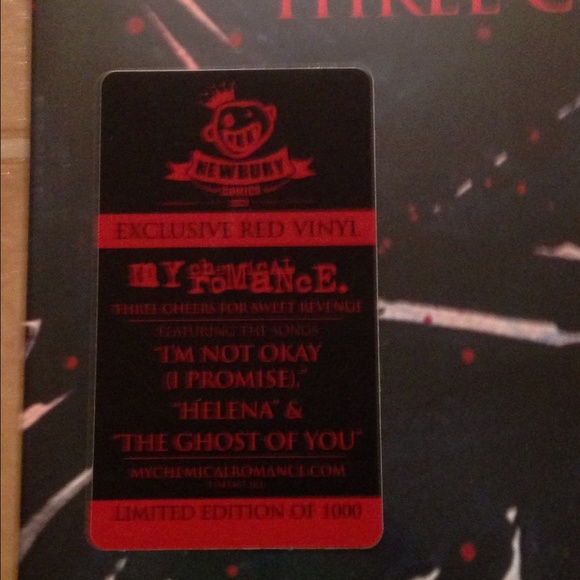 THREE C
NEWBURY
COMICS
EXCLUSIVE RED VINYL
mY cheMicAL
roMaNcE.
THREE CHEERS FOR SWEET REVENGE
FEATURING THE SONGS
"I'M NOT OKAY
(I PROMISE),"
"HELENA" &
"THE GHOST OF YOU"
MYCHEMICALROMANCE.COM
LIMITED EDITION OF 1000